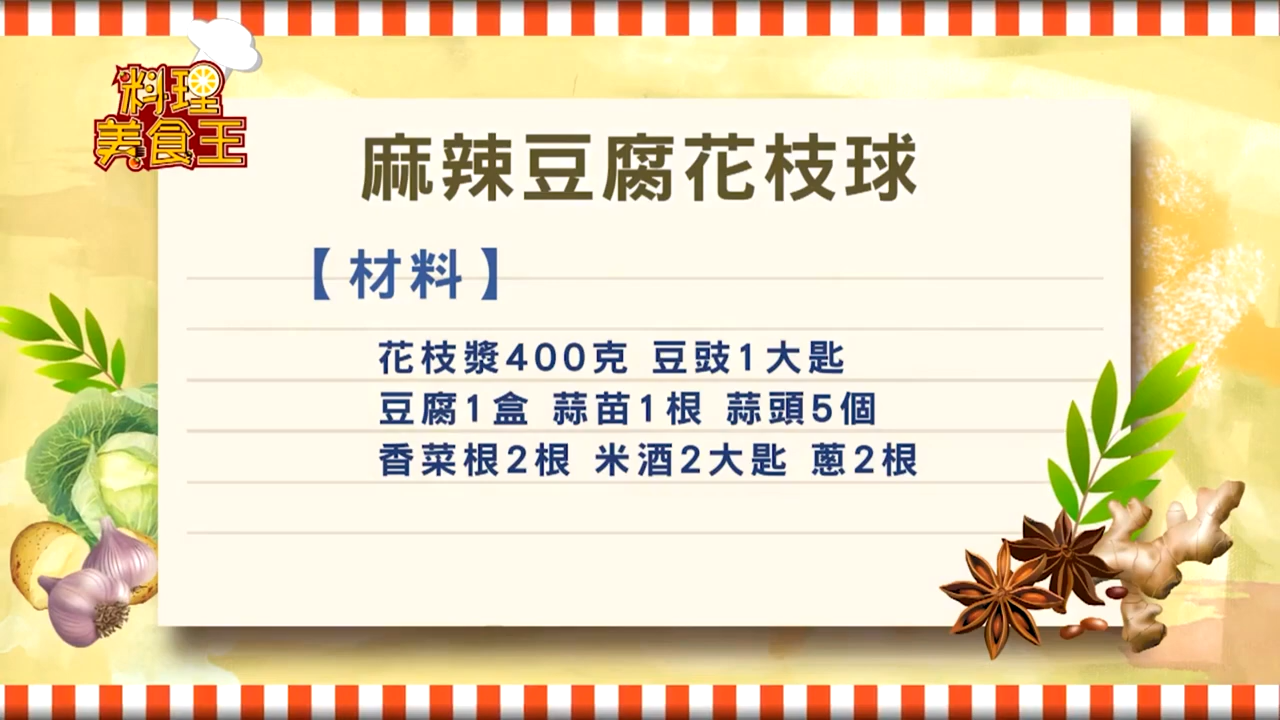 料理
美食王
麻辣豆腐花枝球
【材料】
花枝漿400克 豆豉1大匙
豆腐1盒 蒜苗1根 蒜頭5個
香菜根2根 米酒2大匙 蔥2根